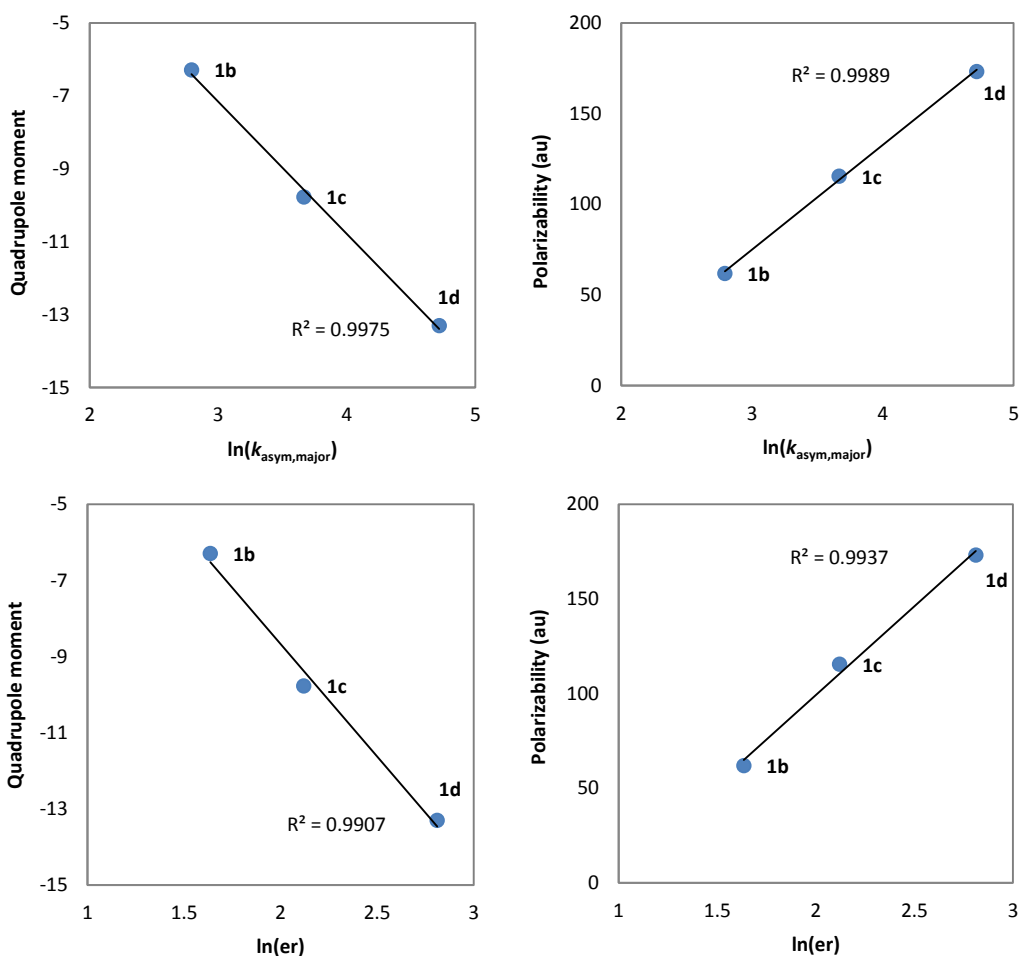 Quadrupole moment
-5
-7
-9
-11
-13
-15
1b
1c
1d
R² = 0.9975
2
3
4
5
ln(k_asym,major)
Polarizability (au)
200
150
100
50
0
R² = 0.9989
1d
1c
1b
2
3
4
5
ln(k_asym,major)
Quadrupole moment
-5
-7
-9
-11
-13
-15
1b
1c
1d
R² = 0.9907
1
1.5
2
2.5
3
ln(er)
Polarizability (au)
200
150
100
50
0
R² = 0.9937
1d
1c
1b
1
1.5
2
2.5
3
ln(er)